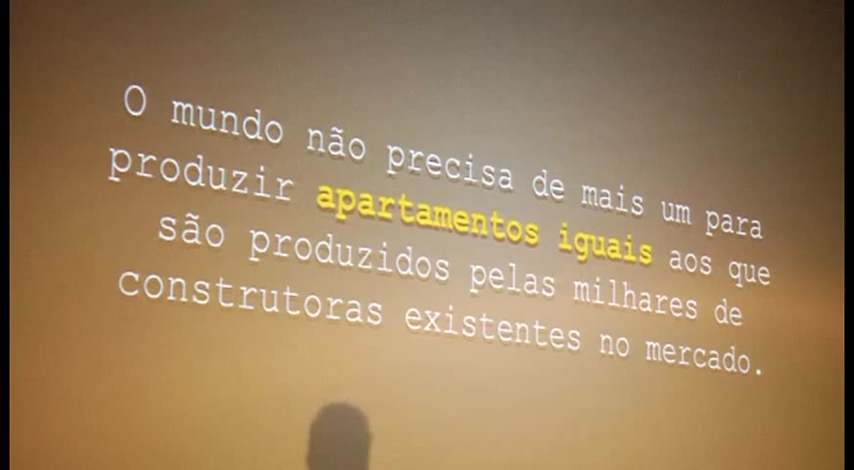 O mundo não precisa de mais um para
produzir apartamentos iguais aos que
são produzidos pelas milhares de
construtoras existentes no mercado.